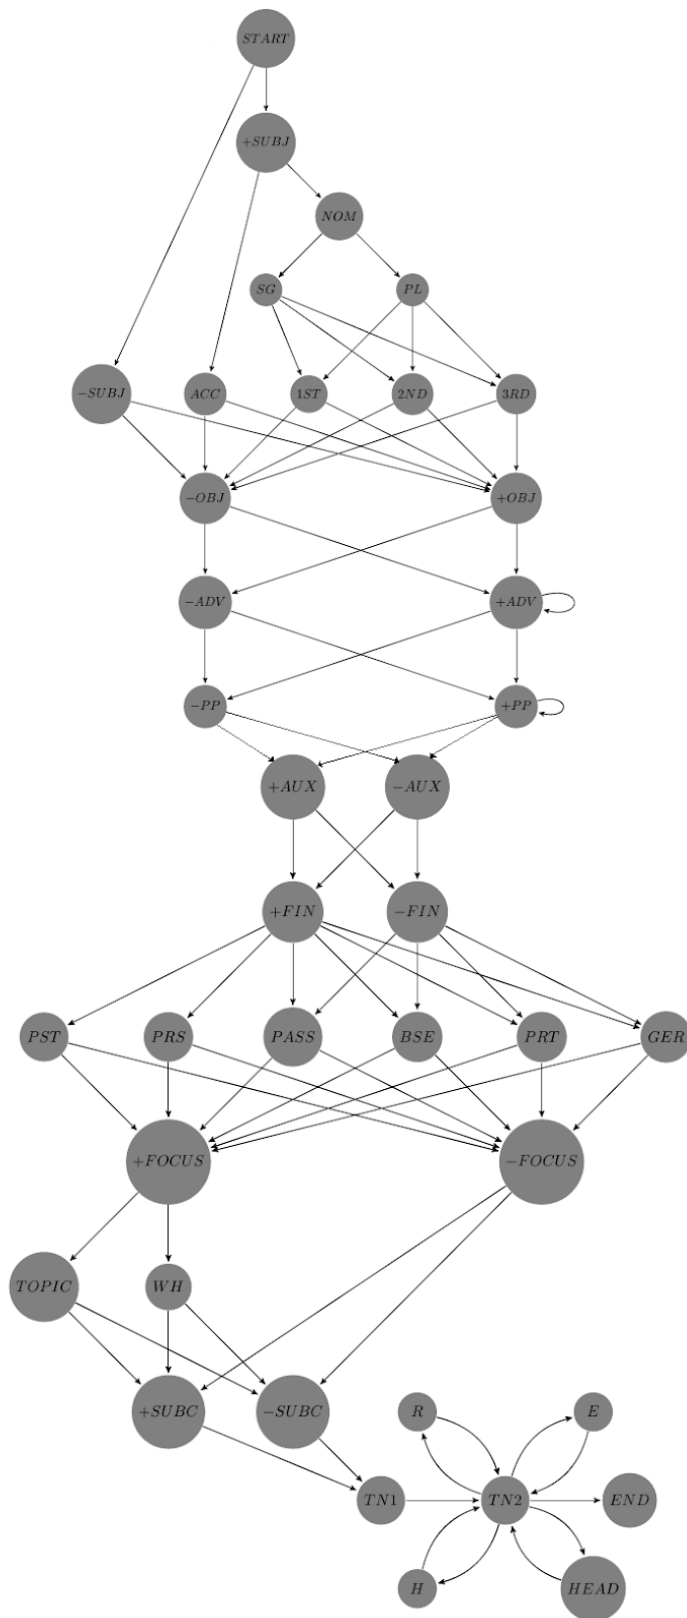 START
+SUBJ
NOM
SG PL
−SUBJ ACC 1ST 2ND 3RD
−OBJ +OBJ
−ADV +ADV
−PP +PP
+AUX −AUX
+FIN −FIN
PST PRS PASS BSE PRT GER
+FOCUS −FOCUS
TOPIC WH
+SUBC −SUBC R E
TN1 TN2 END
H HEAD